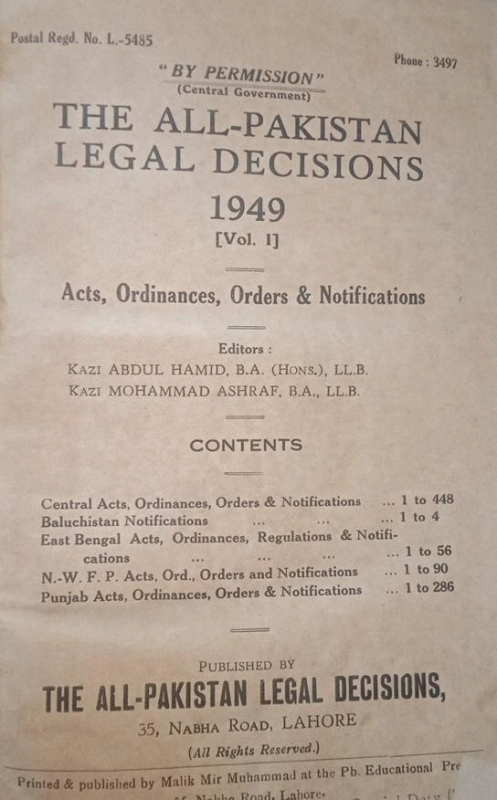 Postal Regd. No. L.-5485
Phone : 3497
"BY PERMISSION"
(Central Government)
THE ALL-PAKISTAN
LEGAL DECISIONS
1949
[Vol. I]
Acts, Ordinances, Orders & Notifications
Editors :
KAZI ABDUL HAMID, B.A. (HONS.), LL.B.
KAZI MOHAMMAD ASHRAF, B.A., LL.B.
CONTENTS
Central Acts, Ordinances, Orders & Notifications ... 1 to 448
Baluchistan Notifications ... ... ... 1 to 4
East Bengal Acts, Ordinances, Regulations & Notifi-
cations ... ... ... ... 1 to 56
N.-W. F. P. Acts, Ord., Orders and Notifications ... 1 to 90
Punjab Acts, Ordinances, Orders & Notifications ... 1 to 286
PUBLISHED BY
THE ALL-PAKISTAN LEGAL DECISIONS,
35, NABHA ROAD, LAHORE
(All Rights Reserved.)
Printed & published by Malik Mir Muhammad at the Pb. Educational Pre
Nabha Road, Lahore.